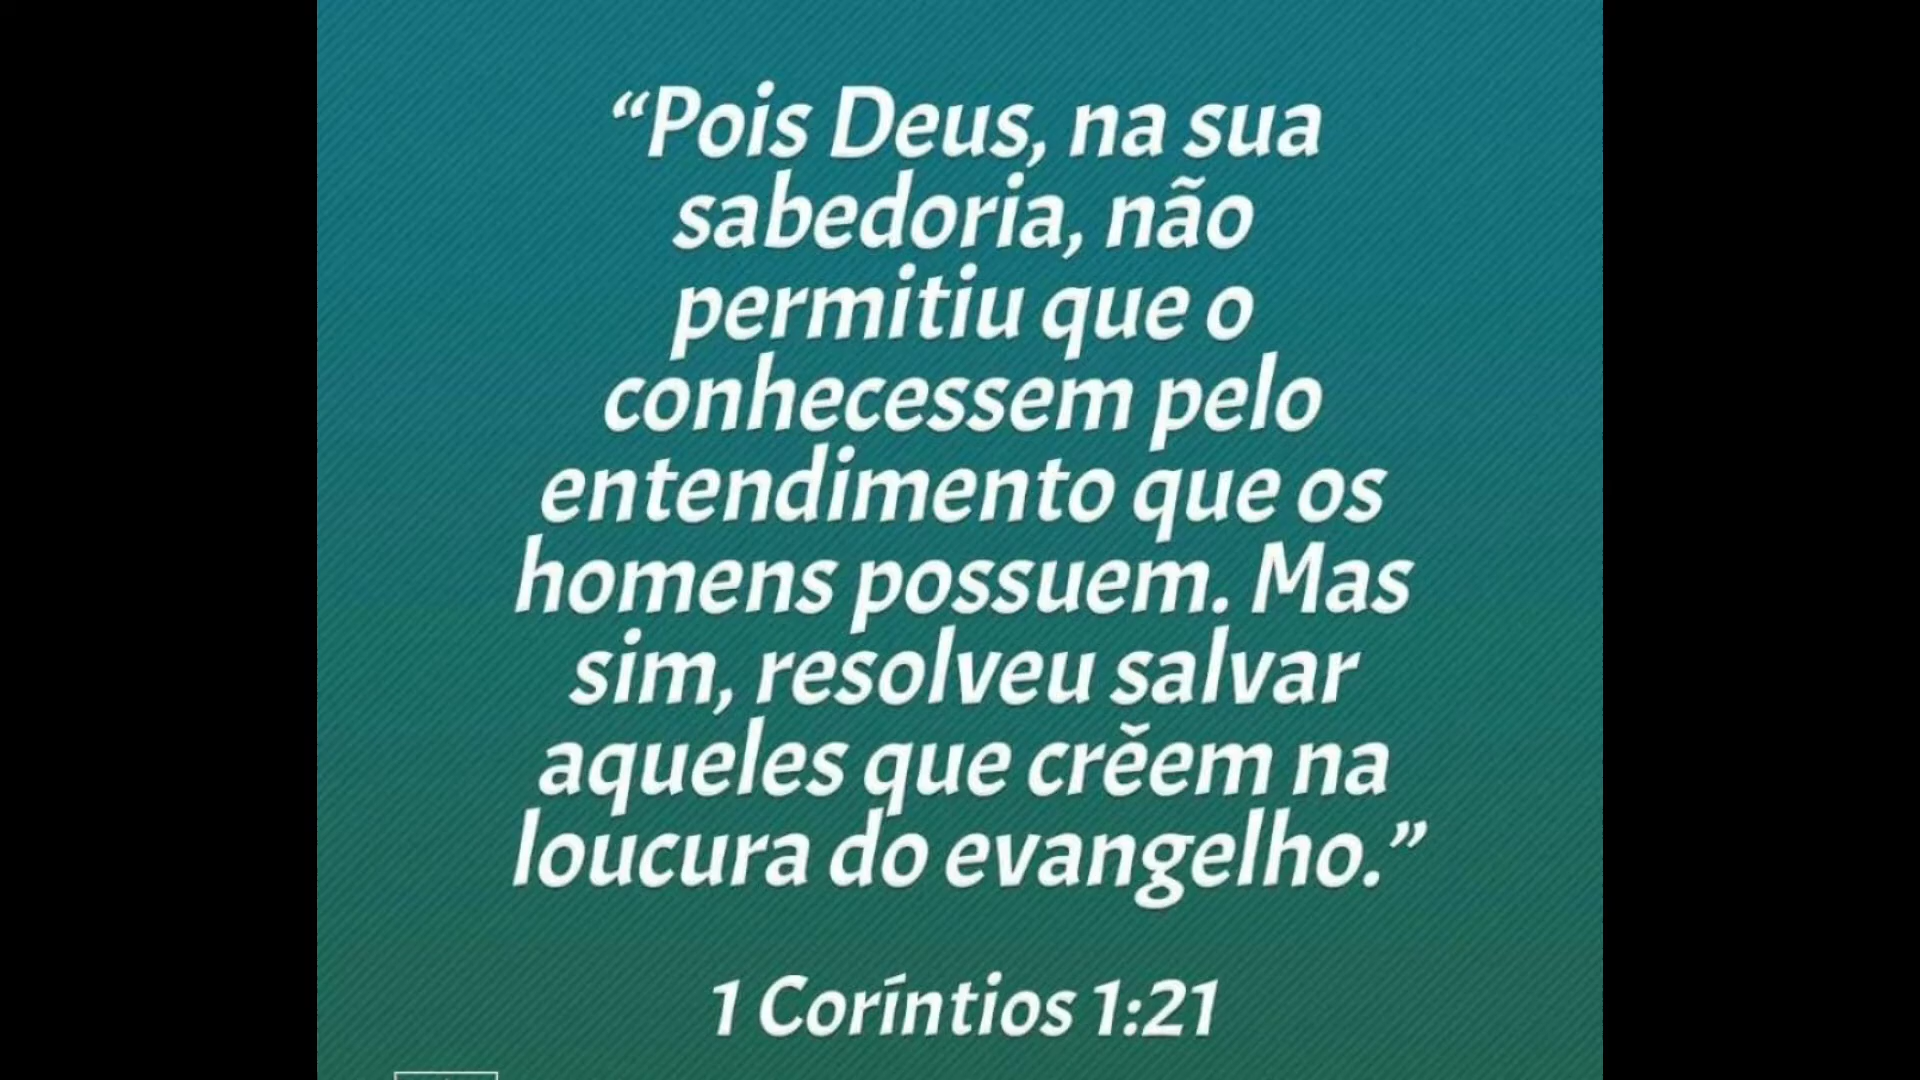 “Pois Deus, na sua
sabedoria, não
permitiu que o
conhecessem pelo
entendimento que os
homens possuem. Mas
sim, resolveu salvar
aqueles que crěem na
loucura do evangelho.”
1 Coríntios 1:21